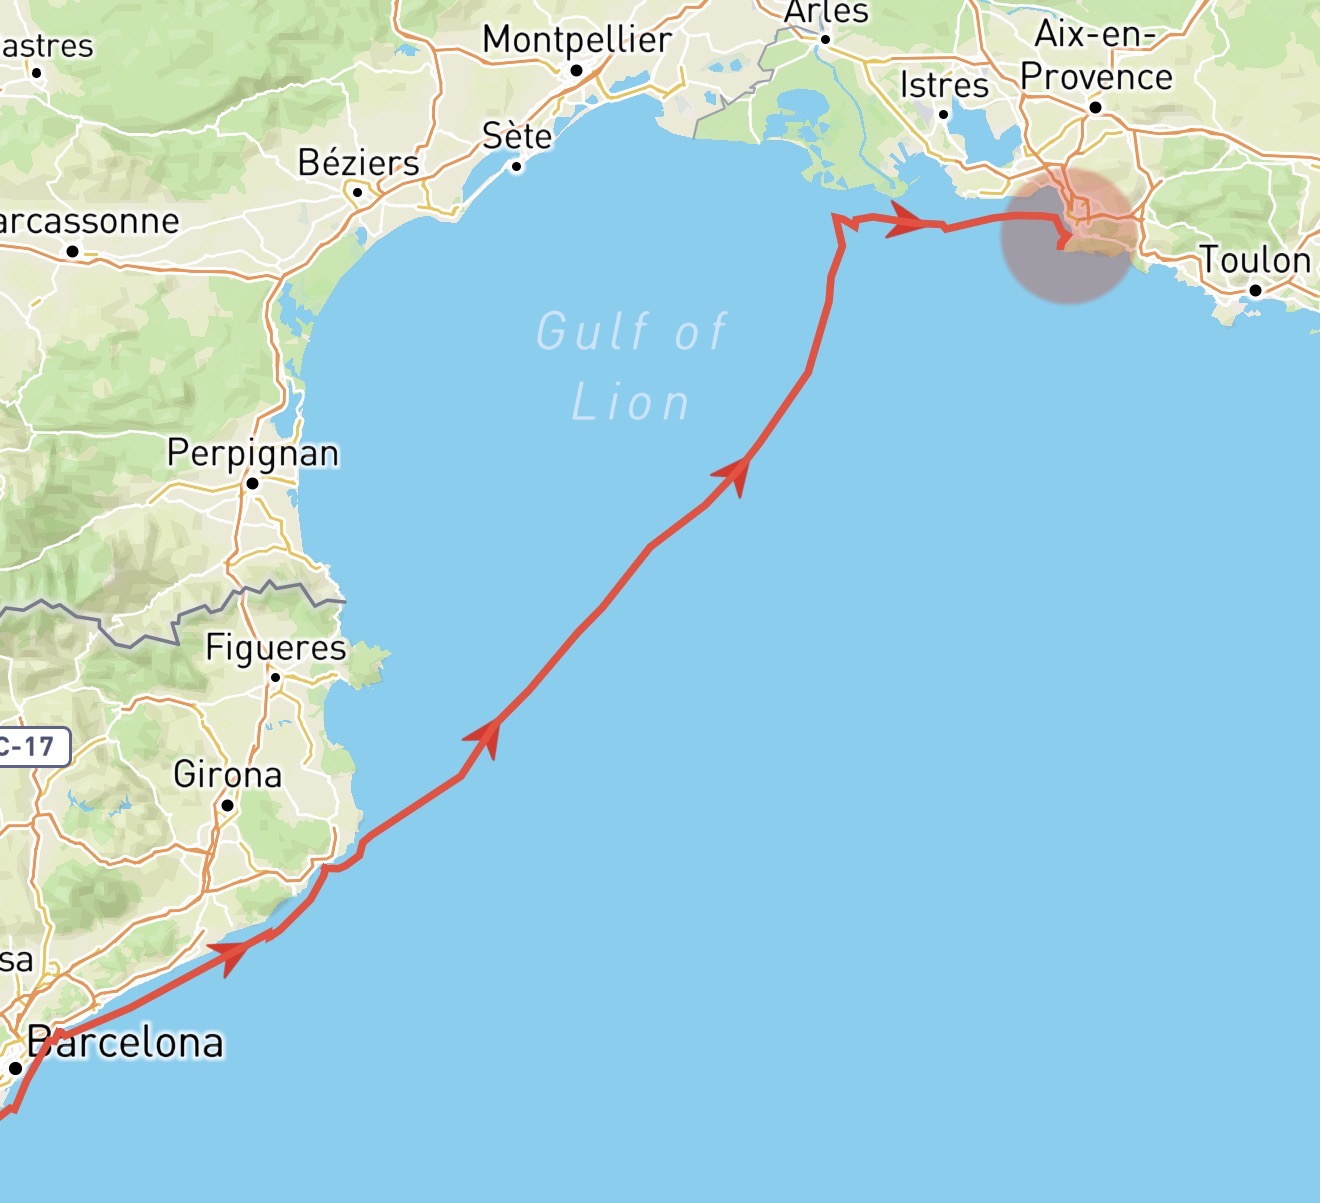 astres
Montpellier
Arles
Aix-en-
Provence
Istres
Sète
Béziers
arcassonne
Toulon
Gulf of
Lion
Perpignan
Figueres
C-17
Girona
sa
Barcelona